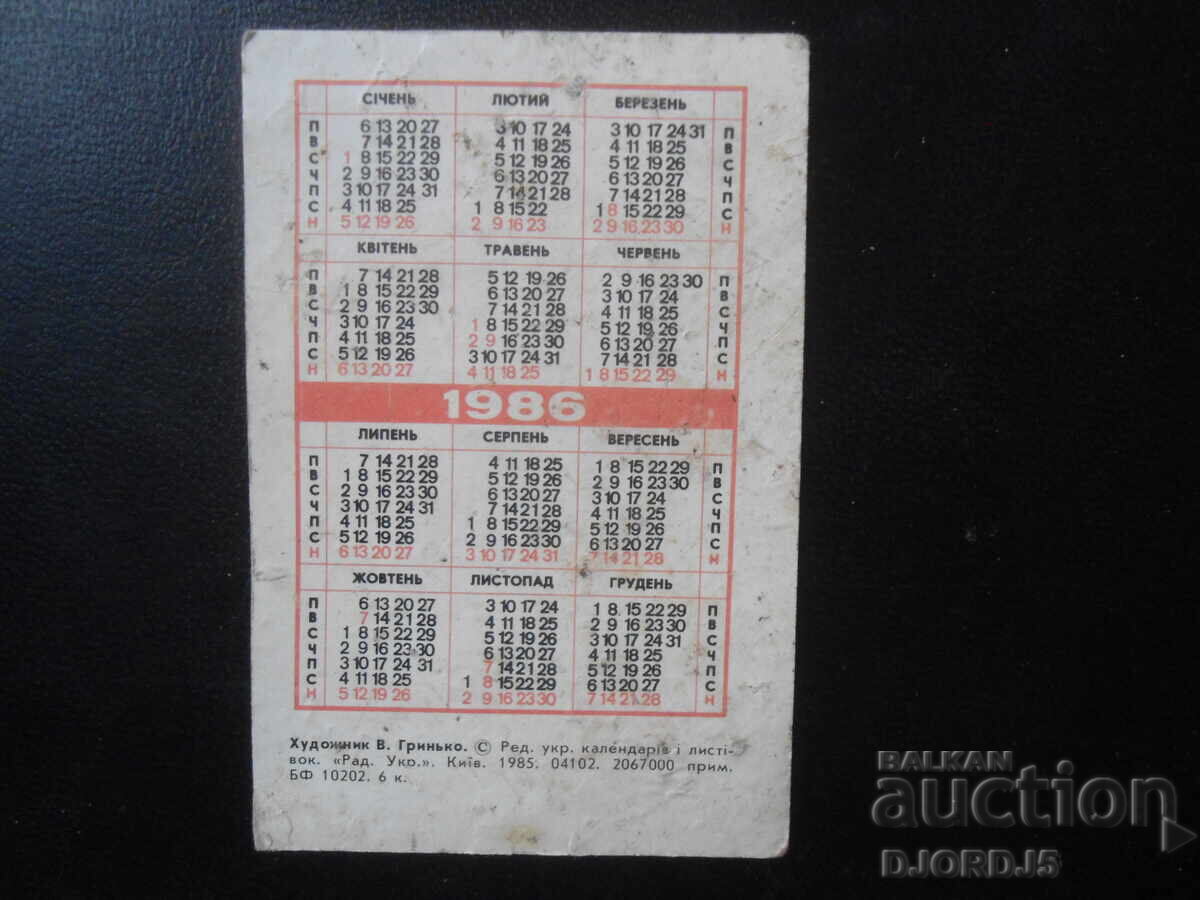 СІЧЕНЬ ЛЮТИЙ БЕРЕЗЕНЬ
П 6 13 20 27 3 10 17 24 3 10 17 24 31 П
В 7 14 21 28 4 11 18 25 4 11 18 25 В
С 1 8 15 22 29 5 12 19 26 5 12 19 26 С
Ч 2 9 16 23 30 6 13 20 27 6 13 20 27 Ч
П 3 10 17 24 31 7 14 21 28 7 14 21 28 П
С 4 11 18 25 1 8 15 22 1 8 15 22 29 С
Н 5 12 19 26 2 9 16 23 2 9 16 23 30 Н
КВІТЕНЬ ТРАВЕНЬ ЧЕРВЕНЬ
П 7 14 21 28 5 12 19 26 2 9 16 23 30 П
В 1 8 15 22 29 6 13 20 27 3 10 17 24 В
С 2 9 16 23 30 7 14 21 28 4 11 18 25 С
Ч 3 10 17 24 1 8 15 22 29 5 12 19 26 Ч
П 4 11 18 25 2 9 16 23 30 6 13 20 27 П
С 5 12 19 26 3 10 17 24 31 7 14 21 28 С
Н 6 13 20 27 4 11 18 25 1 8 15 22 29 Н
1986
ЛИПЕНЬ СЕРПЕНЬ ВЕРЕСЕНЬ
П 7 14 21 28 4 11 18 25 1 8 15 22 29 П
В 1 8 15 22 29 5 12 19 26 2 9 16 23 30 В
С 2 9 16 23 30 6 13 20 27 3 10 17 24 С
Ч 3 10 17 24 31 7 14 21 28 4 11 18 25 Ч
П 4 11 18 25 1 8 15 22 29 5 12 19 26 П
С 5 12 19 26 2 9 16 23 30 6 13 20 27 С
Н 6 13 20 27 3 10 17 24 31 7 14 21 28 Н
ЖОВТЕНЬ ЛИСТОПАД ГРУДЕНЬ
П 6 13 20 27 3 10 17 24 1 8 15 22 29 П
В 7 14 21 28 4 11 18 25 2 9 16 23 30 В
С 1 8 15 22 29 5 12 19 26 3 10 17 24 31 С
Ч 2 9 16 23 30 6 13 20 27 4 11 18 25 Ч
П 3 10 17 24 31 7 14 21 28 5 12 19 26 П
С 4 11 18 25 1 8 15 22 29 6 13 20 27 С
Н 5 12 19 26 2 9 16 23 30 7 14 21 28 Н
Художник В. Гринько. © Ред. укр. календарів і листі-
вок. «Рад. Укр.». Київ. 1985. 04102. 2067000 прим.
БФ 10202. 6 к.
BALKAN
auction
DJORDJ5